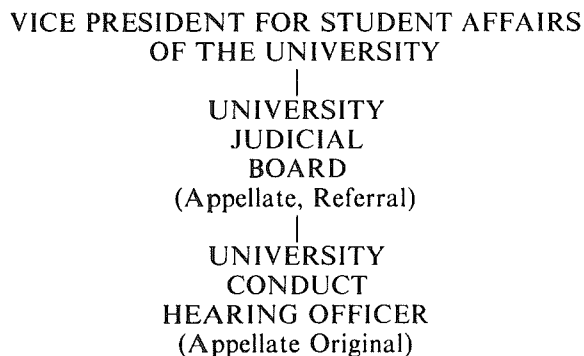 VICE PRESIDENT FOR STUDENT AFFAIRS
OF THE UNIVERSITY
UNIVERSITY
JUDICIAL
BOARD
(Appellate, Referral)
UNIVERSITY
CONDUCT
HEARING OFFICER
(Appellate Original)